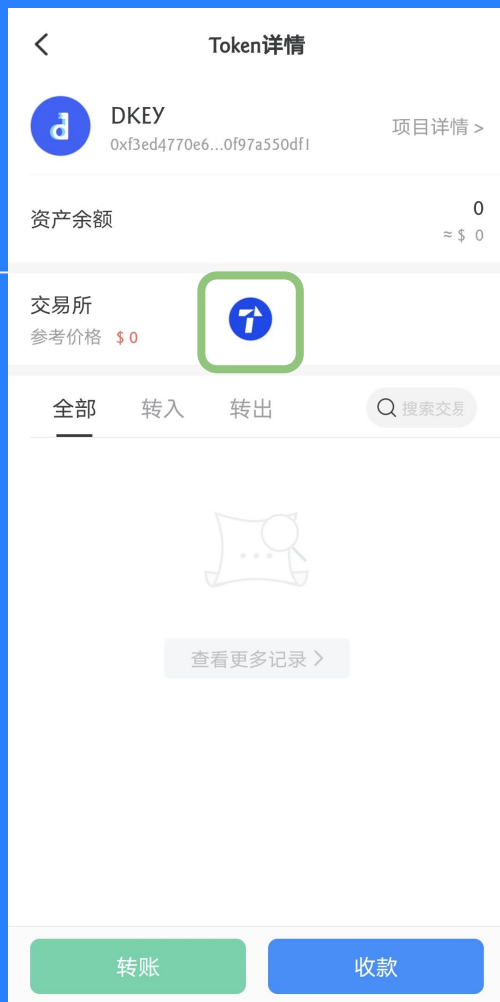 Token详情
DKEY
项目详情 >
0xf3ed4770e6...0f97a550df1
资产余额
0
≈ $ 0
交易所
参考价格 $ 0
全部 转入 转出 搜索交易
查看更多记录 >
转账 收款